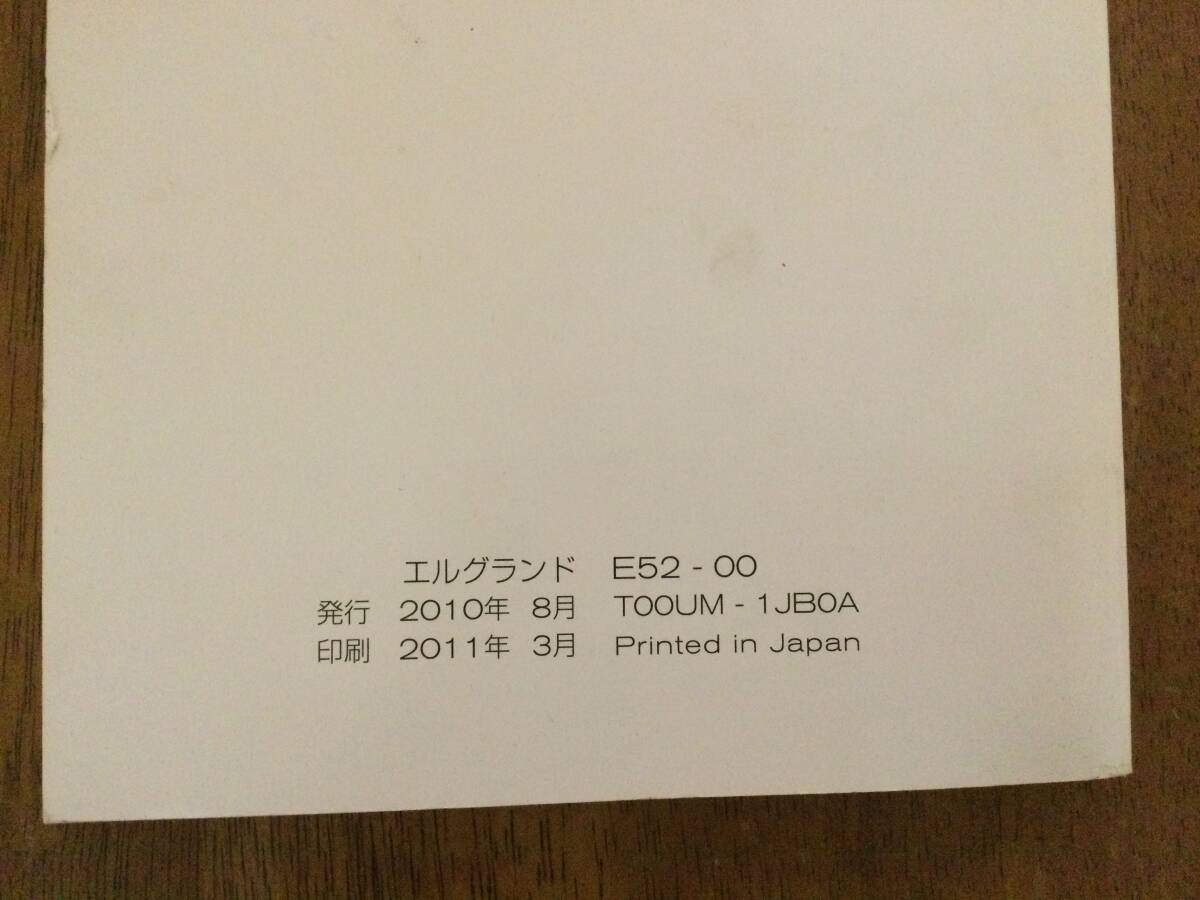 エルグランド E52 - 00
発行 2010年 8月 T00UM - 1JB0A
印刷 2011年 3月 Printed in Japan